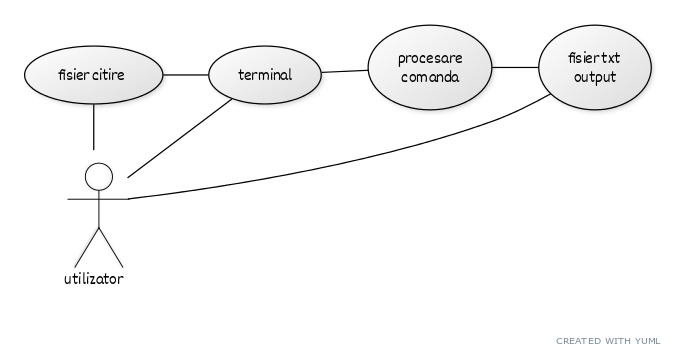 fisier citire
terminal
procesare
comanda
fisier txt
output
utilizator
CREATED WITH YUML